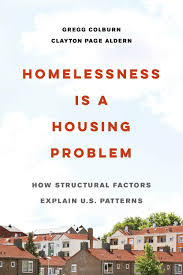 GREGG COLBURN
CLAYTON PAGE ALDERN
HOMELESSNESS
IS A
HOUSING
PROBLEM
HOW STRUCTURAL FACTORS
EXPLAIN U.S. PATTERNS